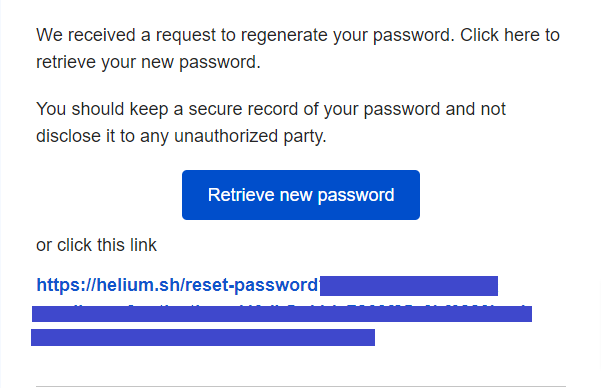 We received a request to regenerate your password. Click here to
retrieve your new password.
You should keep a secure record of your password and not
disclose it to any unauthorized party.
Retrieve new password
or click this link
https://helium.sh/reset-password